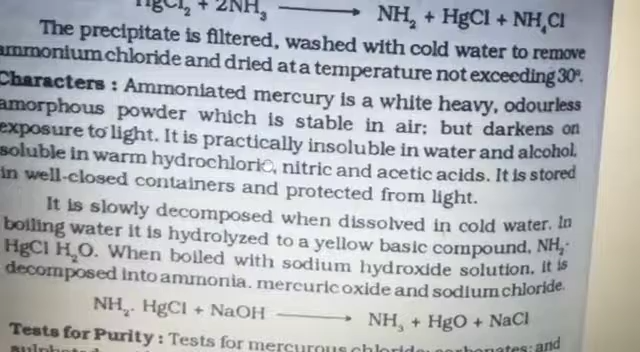 HgCl₂ + 2NH₃ ⟶ NH₂ + HgCl + NH₄Cl
The precipitate is filtered, washed with cold water to remove
ammonium chloride and dried at a temperature not exceeding 30°.
Characters : Ammoniated mercury is a white heavy, odourless
amorphous powder which is stable in air; but darkens on
exposure to light. It is practically insoluble in water and alcohol,
soluble in warm hydrochloric, nitric and acetic acids. It is stored
in well-closed containers and protected from light.
It is slowly decomposed when dissolved in cold water. In
boiling water it is hydrolyzed to a yellow basic compound, NH₂·
HgCl H₂O. When boiled with sodium hydroxide solution, it is
decomposed into ammonia, mercuric oxide and sodium chloride.
NH₂. HgCl + NaOH ⟶ NH₃ + HgO + NaCl
Tests for Purity : Tests for mercurous chloride; carbonates; and